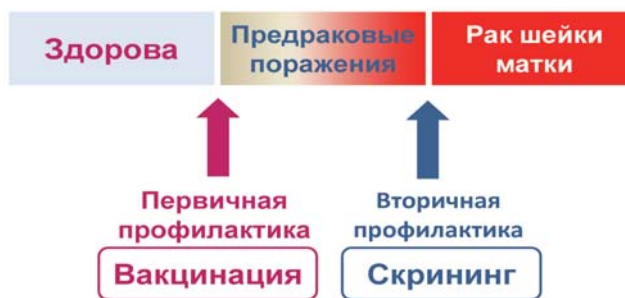 Здорова
Предраковые
поражения
Рак шейки
матки
Первичная
профилактика
Вакцинация
Вторичная
профилактика
Скрининг